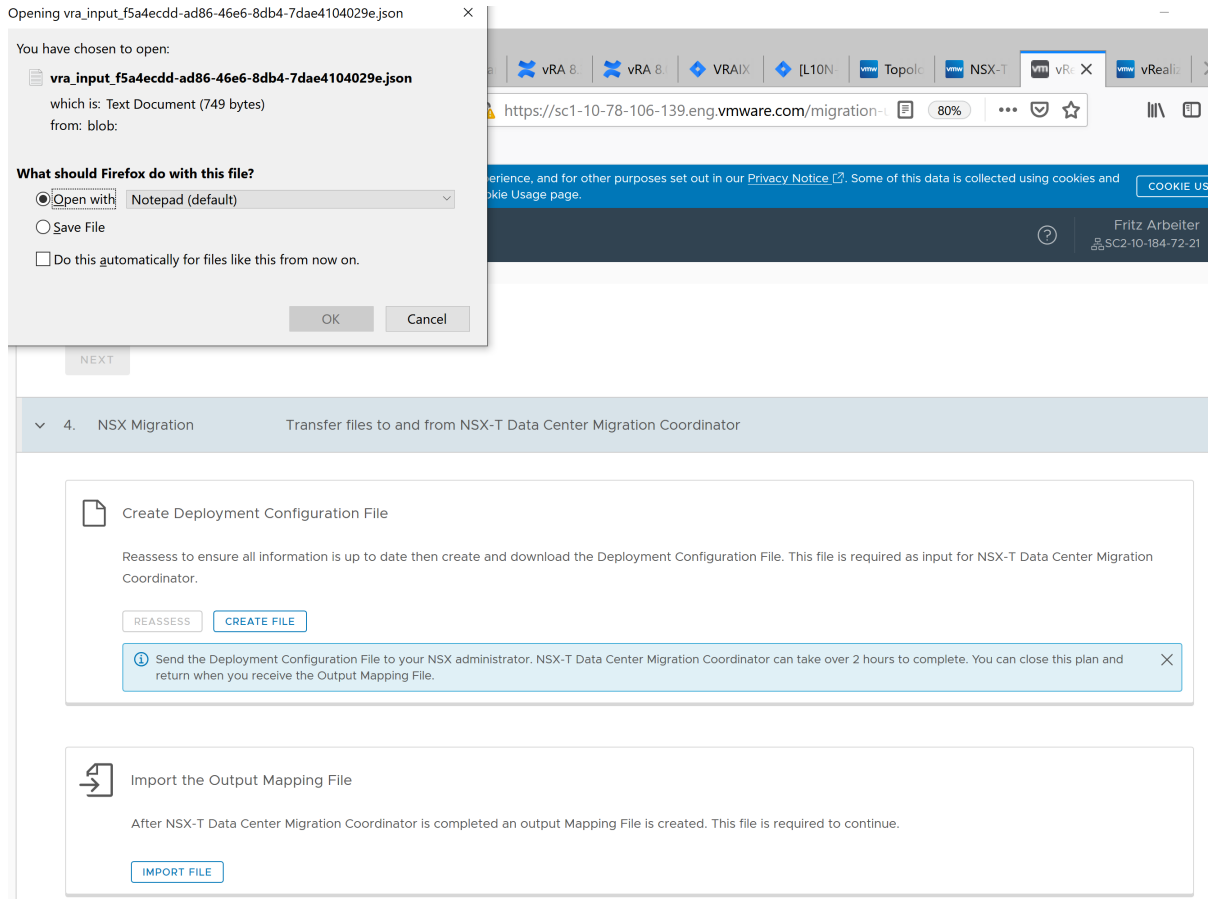 Opening vra_input_f5a4ecdd-ad86-46e6-8db4-7dae4104029e.json
You have chosen to open:
vra_input_f5a4ecdd-ad86-46e6-8db4-7dae4104029e.json
which is: Text Document (749 bytes)
from: blob:
What should Firefox do with this file?
Open with
Notepad (default)
Save File
Do this automatically for files like this from now on.
OK
Cancel
vRA 8.
vRA 8.
VRAIX
[L10N
vmw Topolo
vmw NSX-T
vm vRe
vmw vRealiz
https://sc1-10-78-106-139.eng.vmware.com/migration-
80%
erience, and for other purposes set out in our Privacy Notice. Some of this data is collected using cookies and
kie Usage page.
COOKIE US
Fritz Arbeiter
SC2-10-184-72-21
NEXT
4. NSX Migration Transfer files to and from NSX-T Data Center Migration Coordinator
Create Deployment Configuration File
Reassess to ensure all information is up to date then create and download the Deployment Configuration File. This file is required as input for NSX-T Data Center Migration
Coordinator.
REASSESS
CREATE FILE
Send the Deployment Configuration File to your NSX administrator. NSX-T Data Center Migration Coordinator can take over 2 hours to complete. You can close this plan and
return when you receive the Output Mapping File.
Import the Output Mapping File
After NSX-T Data Center Migration Coordinator is completed an output Mapping File is created. This file is required to continue.
IMPORT FILE